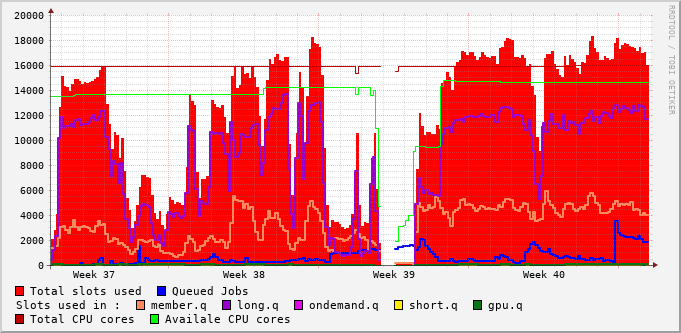 RRDTOOL / TOBI OETIKER
20000
18000
16000
14000
12000
10000
8000
6000
4000
2000
0
Week 37 Week 38 Week 39 Week 40
Total slots used Queued Jobs
Slots used in : member.q long.q ondemand.q short.q gpu.q
Total CPU cores Availale CPU cores